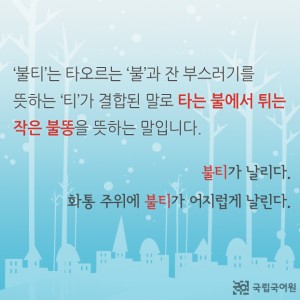 ‘불티’는 타오르는 ‘불’과 잔 부스러기를
뜻하는 ‘티’가 결합된 말로 타는 불에서 튀는
작은 불똥을 뜻하는 말입니다.
불티가 날리다.
화톳 주위에 불티가 어지럽게 날린다.
국립국어원